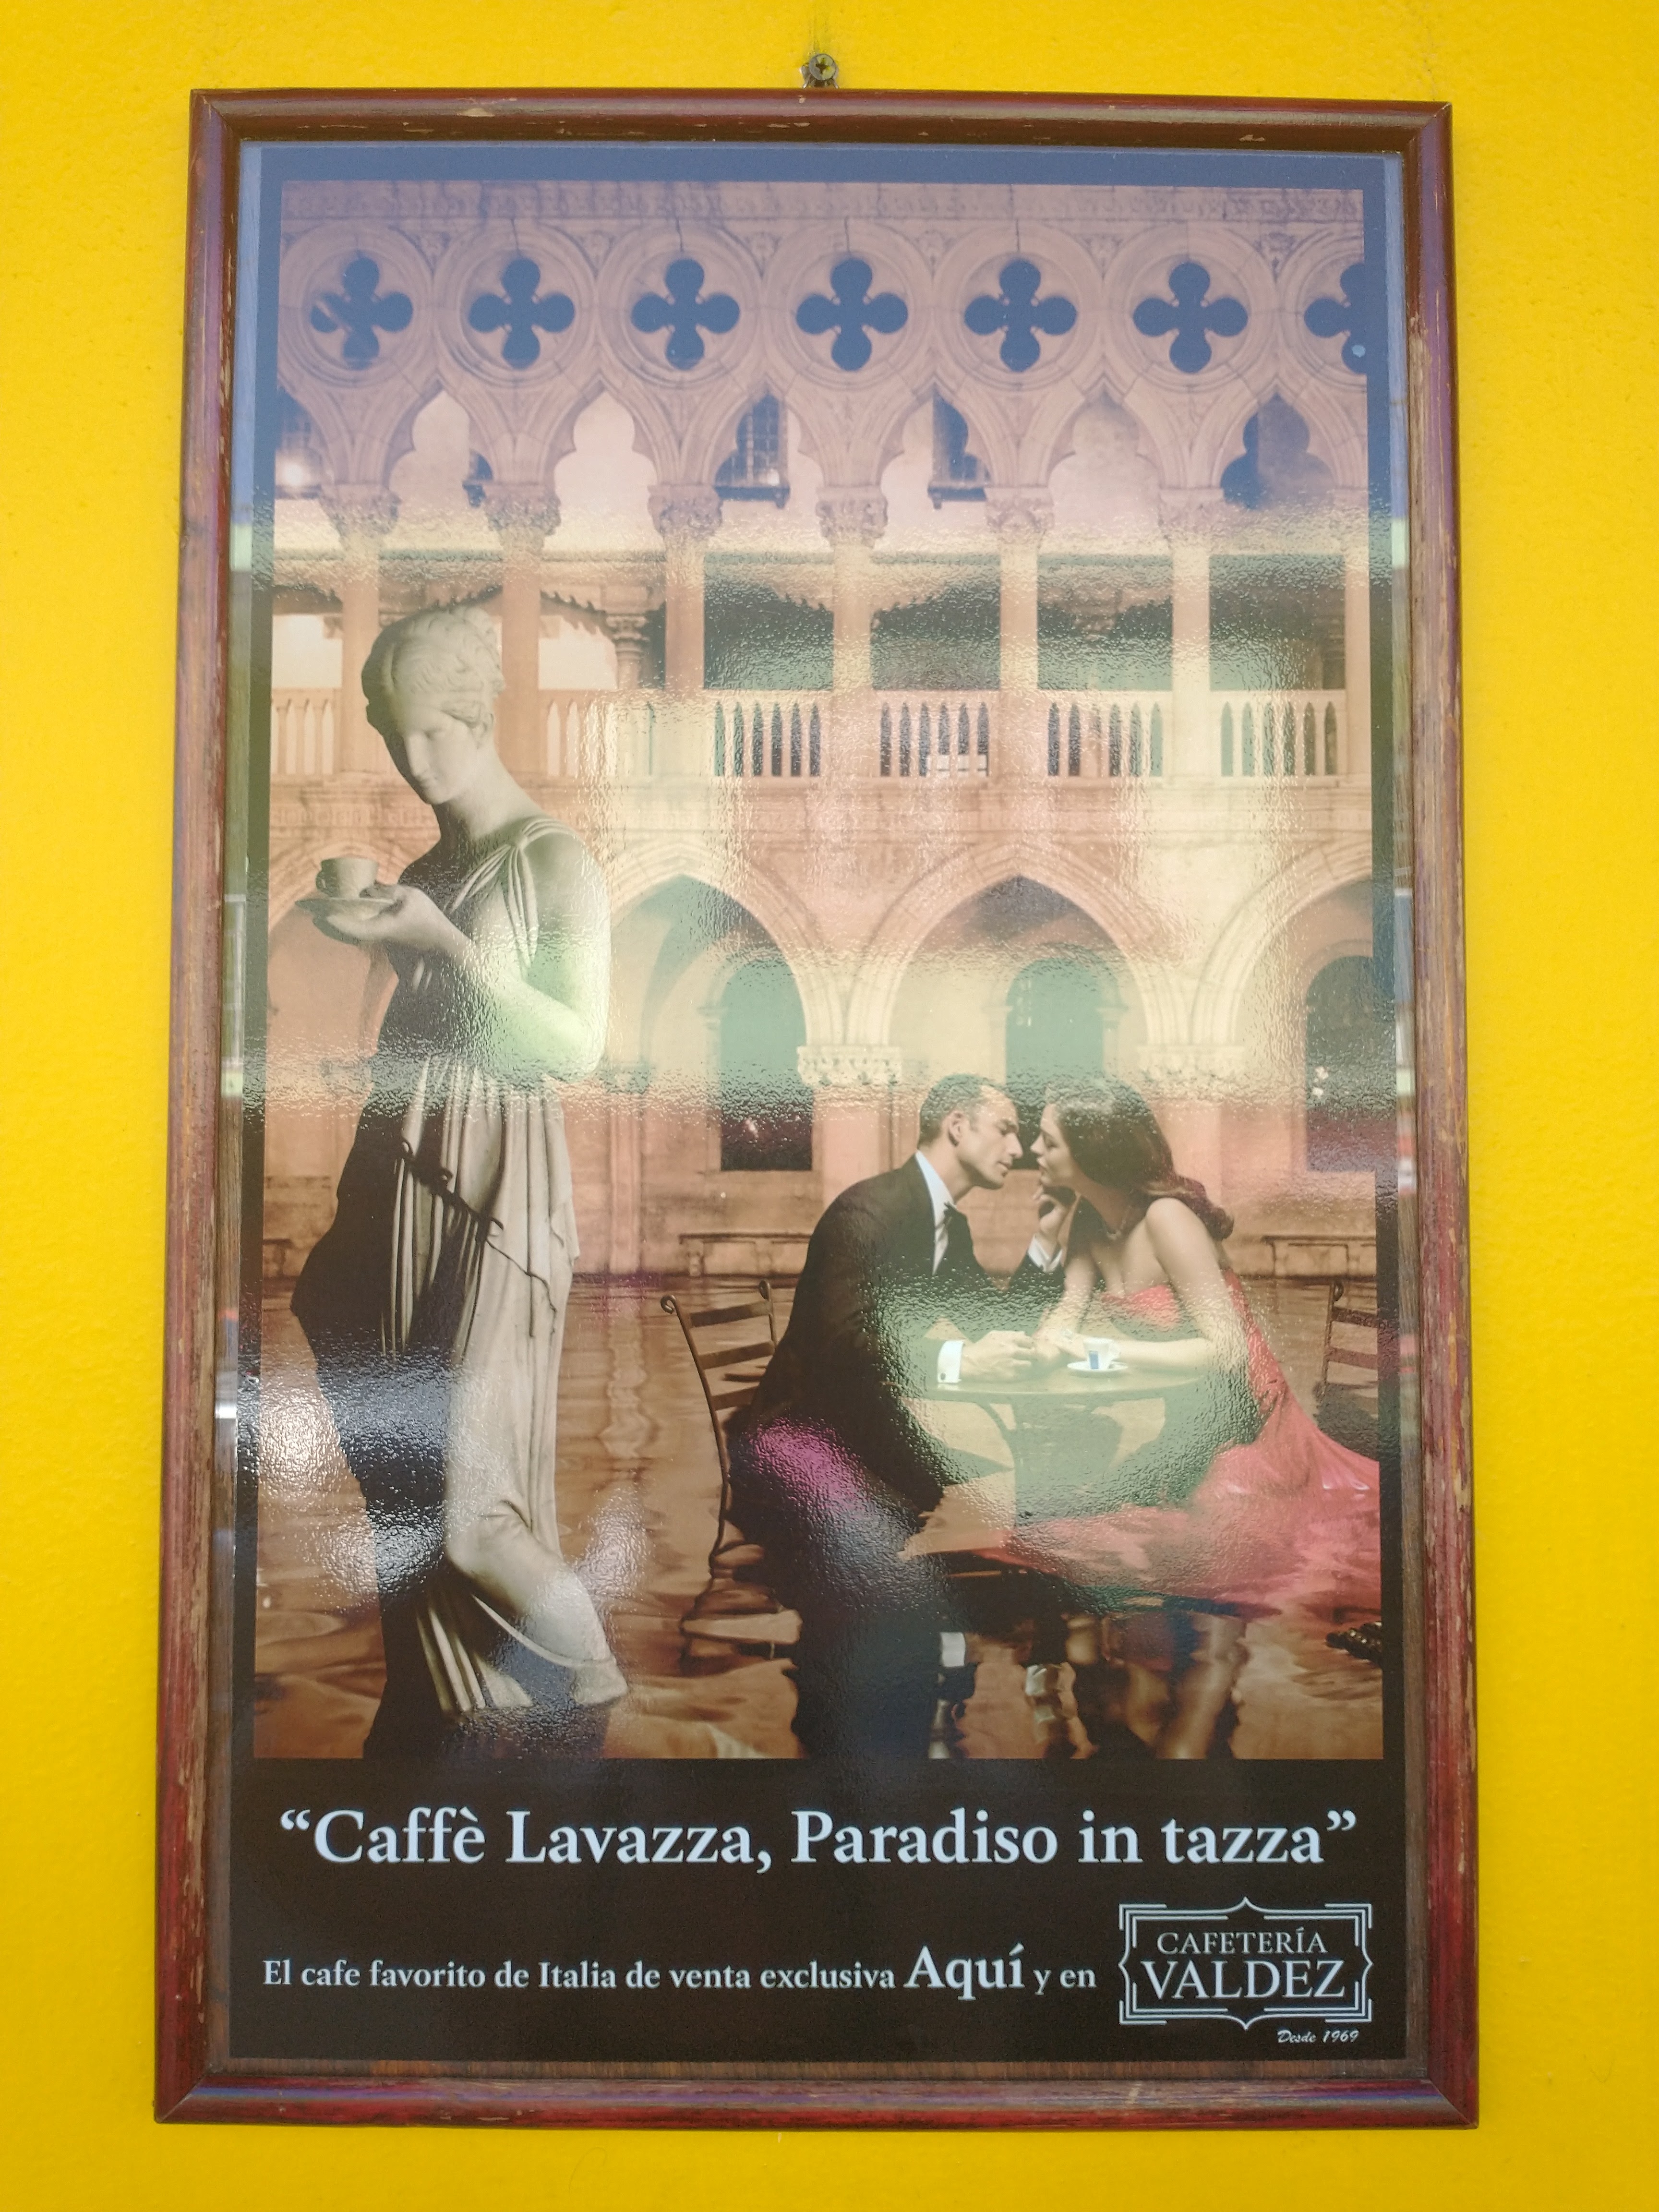 “Caffè Lavazza, Paradiso in tazza”
El cafe favorito de Italia de venta exclusiva Aquí y en
CAFETERÍA
VALDEZ
Desde 1969